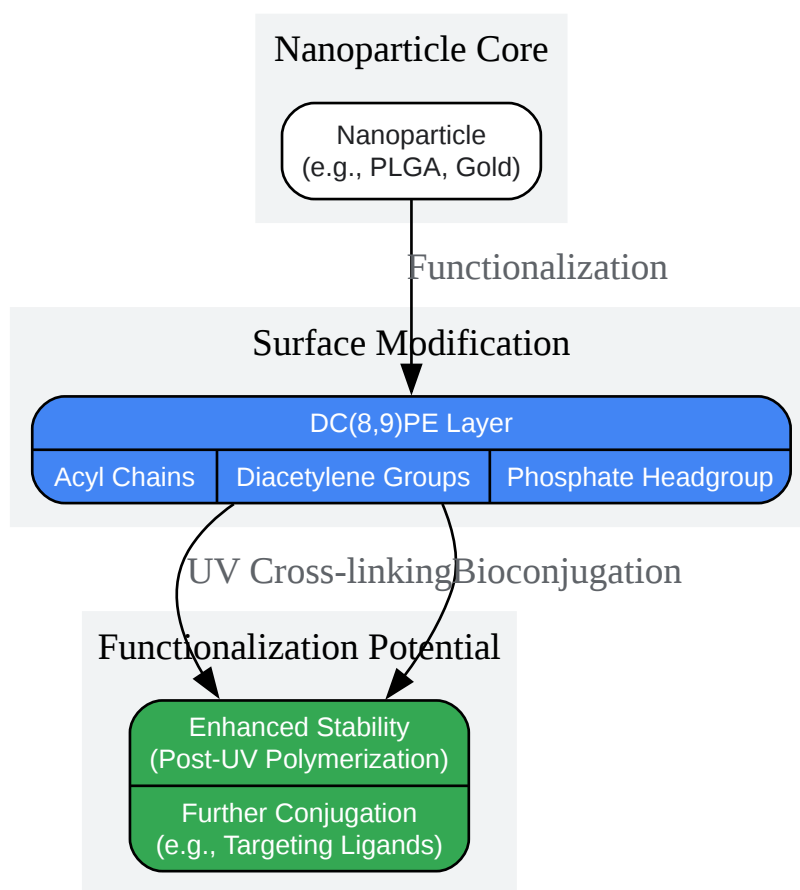 Nanoparticle Core
Nanoparticle
(e.g., PLGA, Gold)
Functionalization
Surface Modification
DC(8,9)PE Layer
Acyl Chains
Diacetylene Groups
Phosphate Headgroup
UV Cross-linking
Bioconjugation
Functionalization Potential
Enhanced Stability
(Post-UV Polymerization)
Further Conjugation
(e.g., Targeting Ligands)